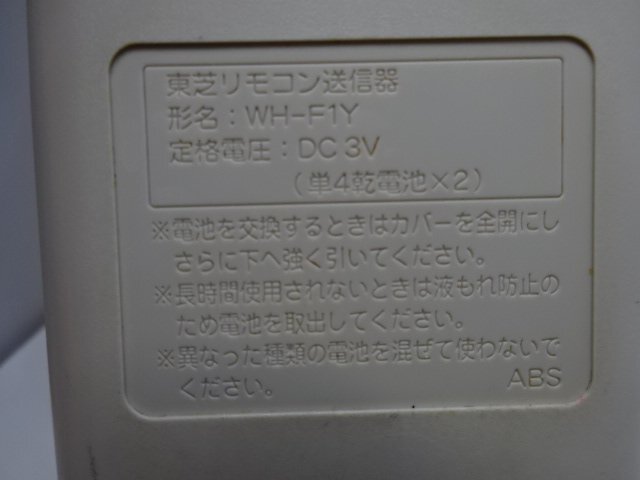 東芝リモコン送信器
形名：WH-F1Y
定格電圧：DC 3V
（単4乾電池×2）
※電池を交換するときはカバーを全開にし
さらに下へ強く引いてください。
※長時間使用されないときは液もれ防止の
ため電池を取出してください。
※異なった種類の電池を混ぜて使わないで
ください。
ABS